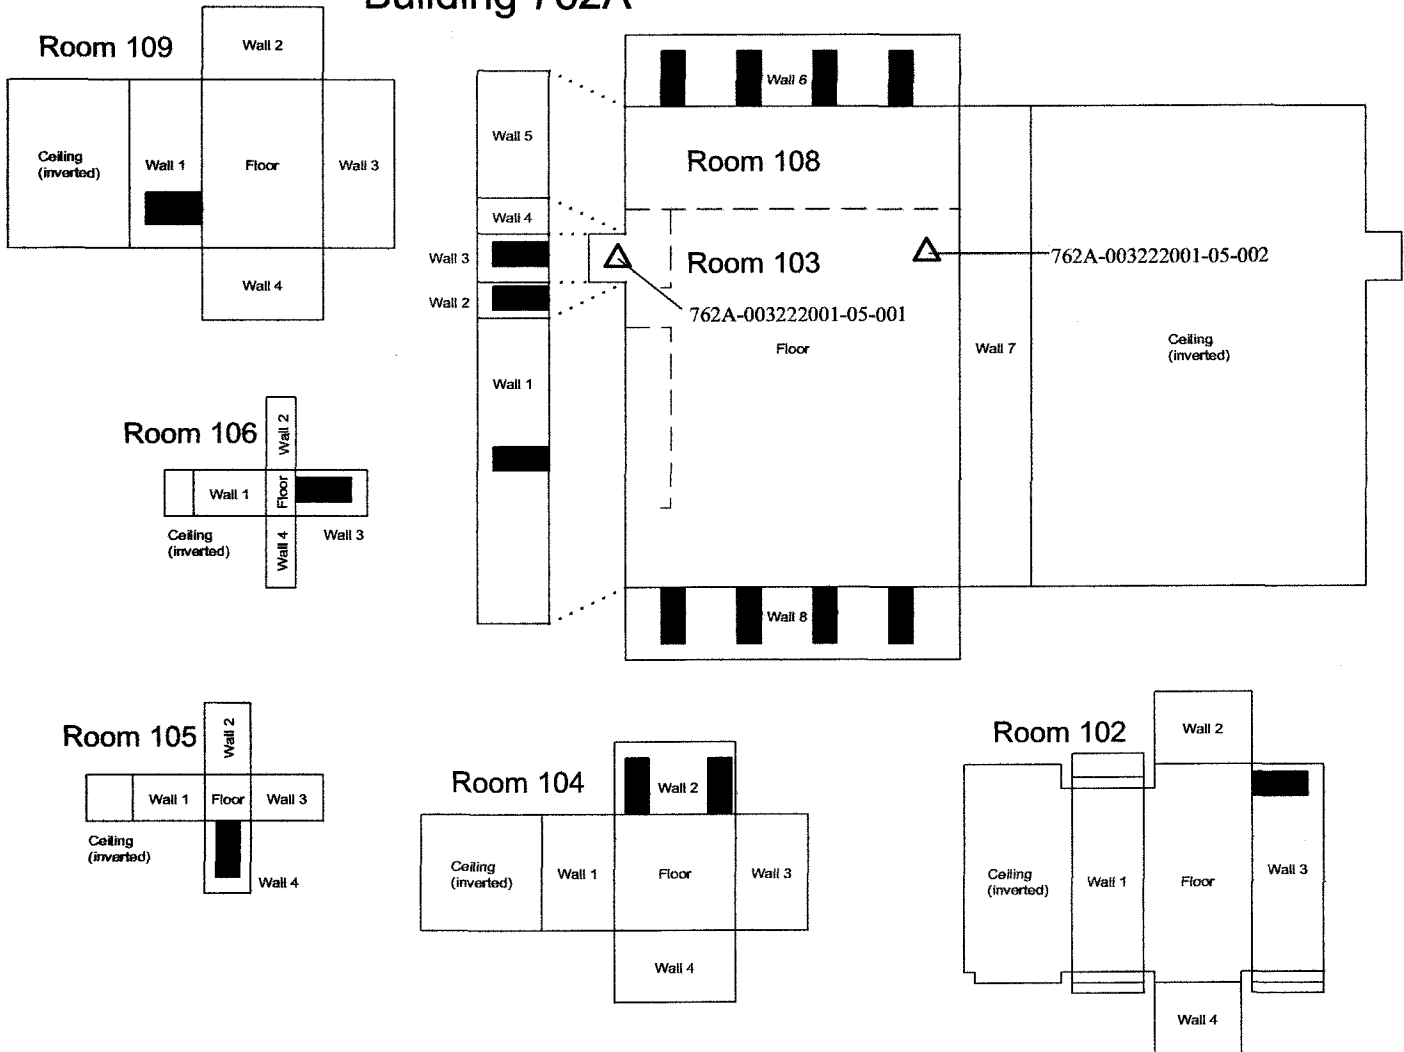 Building 762A
Room 109
Wall 2
Ceiling
(inverted)
Wall 1
Floor
Wall 3
Wall 4
Wall 5
Wall 4
Wall 3
Wall 2
Wall 1
Wall 6
Room 108
Room 103
762A-003222001-05-002
762A-003222001-05-001
Floor
Wall 7
Ceiling
(inverted)
Wall 8
Room 106
Wall 2
Wall 1
Floor
Ceiling
(inverted)
Wall 4
Wall 3
Room 105
Wall 2
Wall 1
Floor
Wall 3
Ceiling
(inverted)
Wall 4
Room 104
Wall 2
Ceiling
(inverted)
Wall 1
Floor
Wall 3
Wall 4
Room 102
Wall 2
Ceiling
(inverted)
Wall 1
Floor
Wall 3
Wall 4